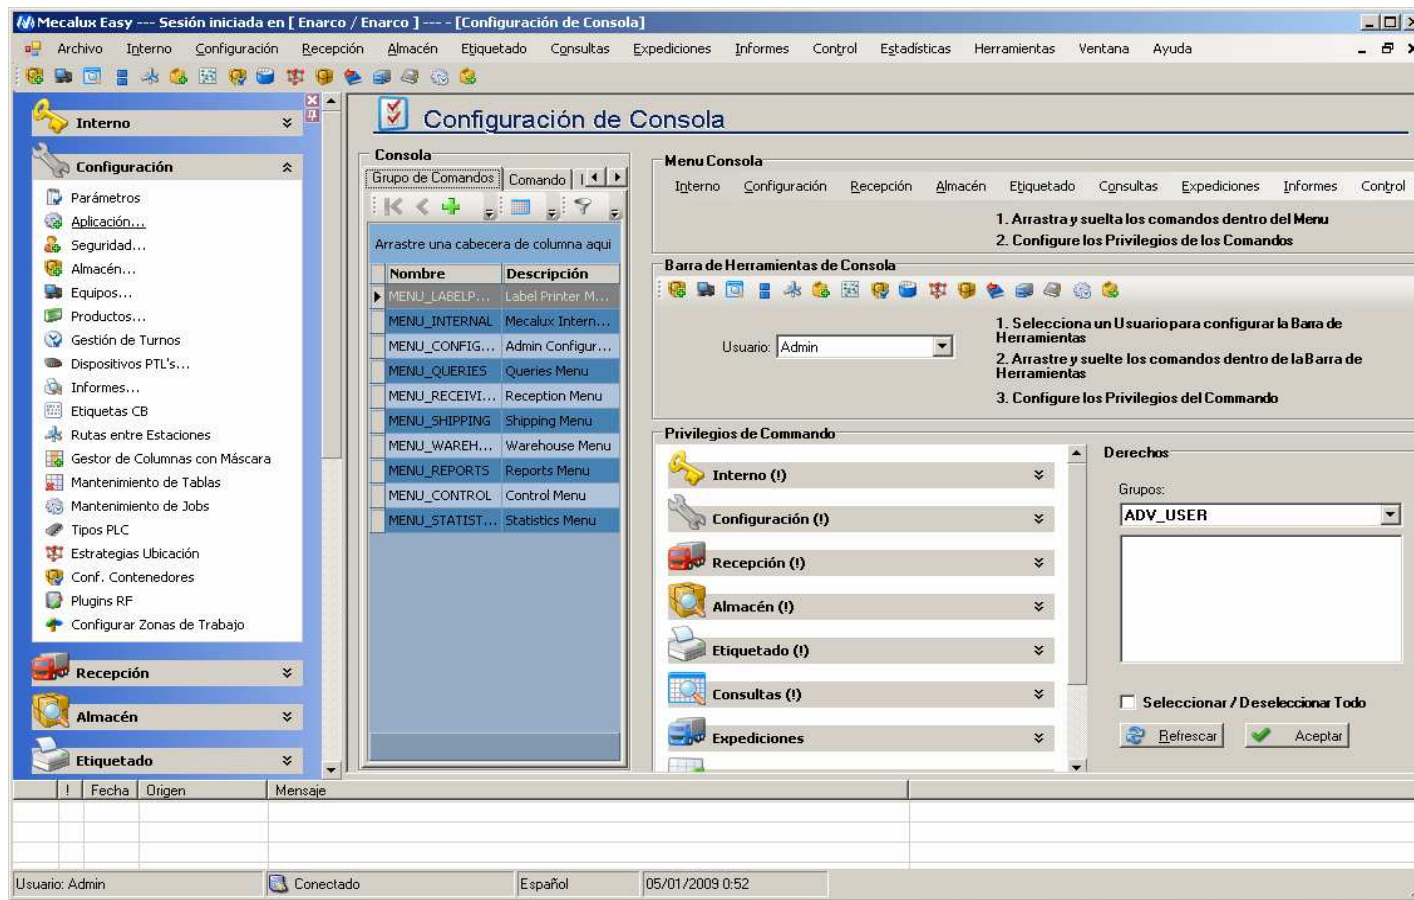 Mecalux Easy --- Sesión iniciada en [ Enarco / Enarco ] ---- - [Configuración de Consola]
Archivo Interno Configuración Recepción Almacén Etiquetado Consultas Expediciones Informes Control Estadísticas Herramientas Ventana Ayuda
Interno
Configuración
Parámetros
Aplicación...
Seguridad...
Almacén...
Equipos...
Productos...
Gestión de Turnos
Dispositivos PTL's...
Informes...
Etiquetas CB
Rutas entre Estaciones
Gestor de Columnas con Máscara
Mantenimiento de Tablas
Mantenimiento de Jobs
Tipos PLC
Estrategias Ubicación
Conf. Contenedores
Plugins RF
Configurar Zonas de Trabajo
Recepción
Almacén
Etiquetado
Configuración de Consola
Consola
Grupo de Comandos Comando
Arrastre una cabecera de columna aqui
Nombre Descripción
MENU_LABELP... Label Printer M...
MENU_INTERNAL Mecalux Intern...
MENU_CONFIG... Admin Configur...
MENU_QUERIES Queries Menu
MENU_RECEIVI... Reception Menu
MENU_SHIPPING Shipping Menu
MENU_WAREH... Warehouse Menu
MENU_REPORTS Reports Menu
MENU_CONTROL Control Menu
MENU_STATIST... Statistics Menu
Menu Consola
Interno Configuración Recepción Almacén Etiquetado Consultas Expediciones Informes Control
1. Arrastra y suelta los comandos dentro del Menu
2. Configure los Privilegios de los Comandos
Barra de Herramientas de Consola
Usuario: Admin
1. Selecciona un Usuario para configurar la Barra de
Herramientas
2. Arrastre y suelte los comandos dentro de la Barra de
Herramientas
3. Configure los Privilegios del Commando
Privilegios de Commando
Interno (!)
Configuración (!)
Recepción (!)
Almacén (!)
Etiquetado (!)
Consultas (!)
Expediciones
Derechos
Grupos:
ADV_USER
Seleccionar / Deseleccionar Todo
Refrescar Aceptar
! Fecha Origen Mensaje
Usuario: Admin Conectado Español 05/01/2009 0:52